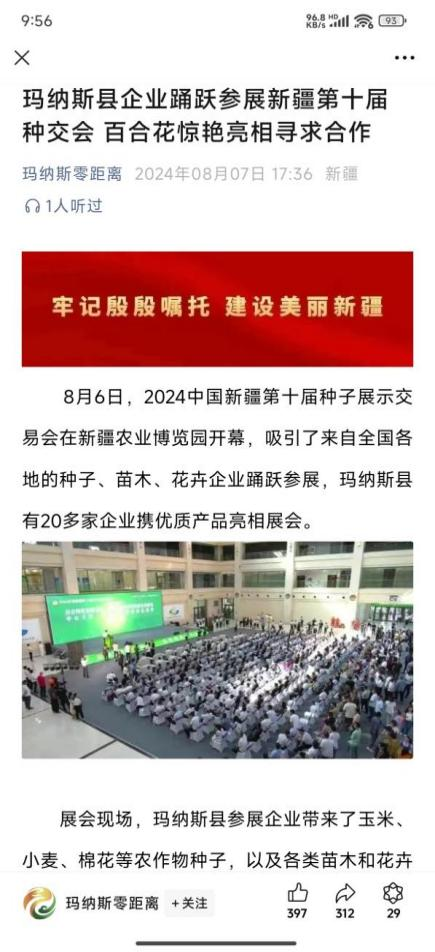 9:56
96.8 KB/s HD 93
玛纳斯县企业踊跃参展新疆第十届
种交会 百合花惊艳亮相寻求合作
玛纳斯零距离 2024年08月07日 17:36 新疆
1人听过
牢记殷殷嘱托 建设美丽新疆
8月6日，2024中国新疆第十届种子展示交
易会在新疆农业博览园开幕，吸引了来自全国各
地的种子、苗木、花卉企业踊跃参展，玛纳斯县
有20多家企业携优质产品亮相展会。
展会现场，玛纳斯县参展企业带来了玉米、
小麦、棉花等农作物种子，以及各类苗木和花卉
玛纳斯零距离 +关注 397 312 29